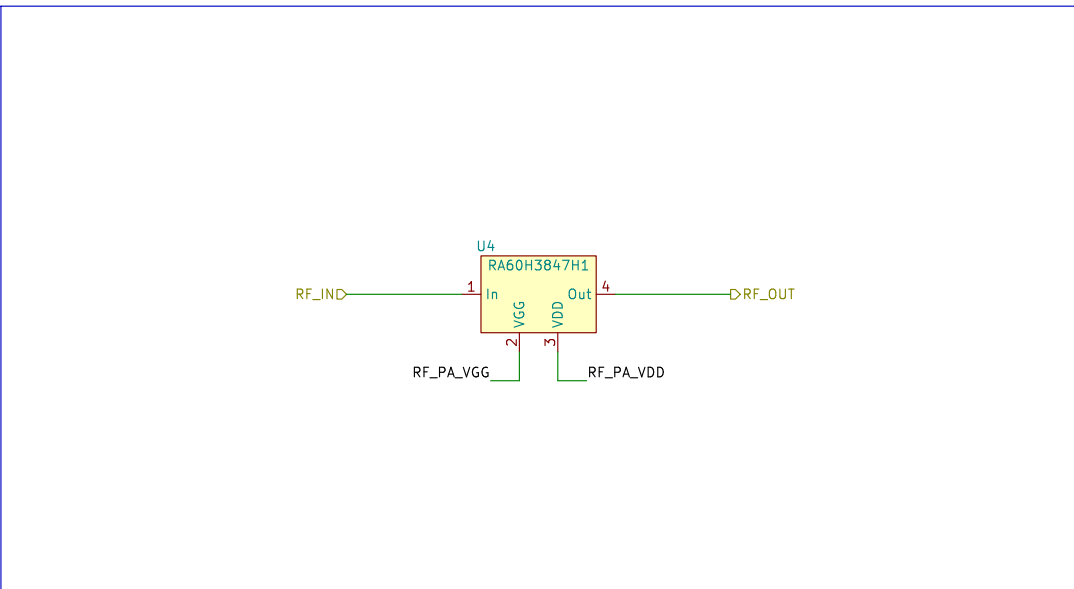 U4
RA60H3847H1
RF_IN 1 In Out 4 RF_OUT
VGG VDD
2 3
RF_PA_VGG RF_PA_VDD